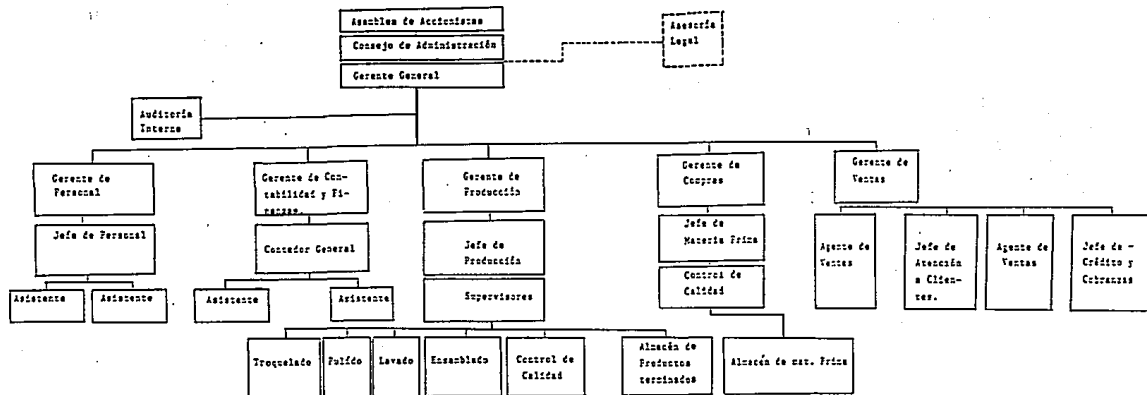 Asamblea de Accionistas
Consejo de Administración
Gerente General
Asesoría
Legal
Auditoría
Interna
Gerente de
Personal
Gerente de Con-
tabilidad y Fi-
nanzas.
Gerente de
Producción
Gerente de
Compras
Gerente de
Ventas
Jefe de Personal
Contador General
Jefe de
Producción
Jefe de
Materia Prima
Agente de
Ventas
Jefe de
Atención
a Clien-
tes.
Agente de
Ventas
Jefe de -
Crédito y
Cobranzas
Asistente
Asistente
Asistente
Asistente
Supervisores
Control de
Calidad
Troquelado
Pulido
Lavado
Ensamblado
Control de
Calidad
Almacén de
Productos
terminados
Almacén de mat. Prima